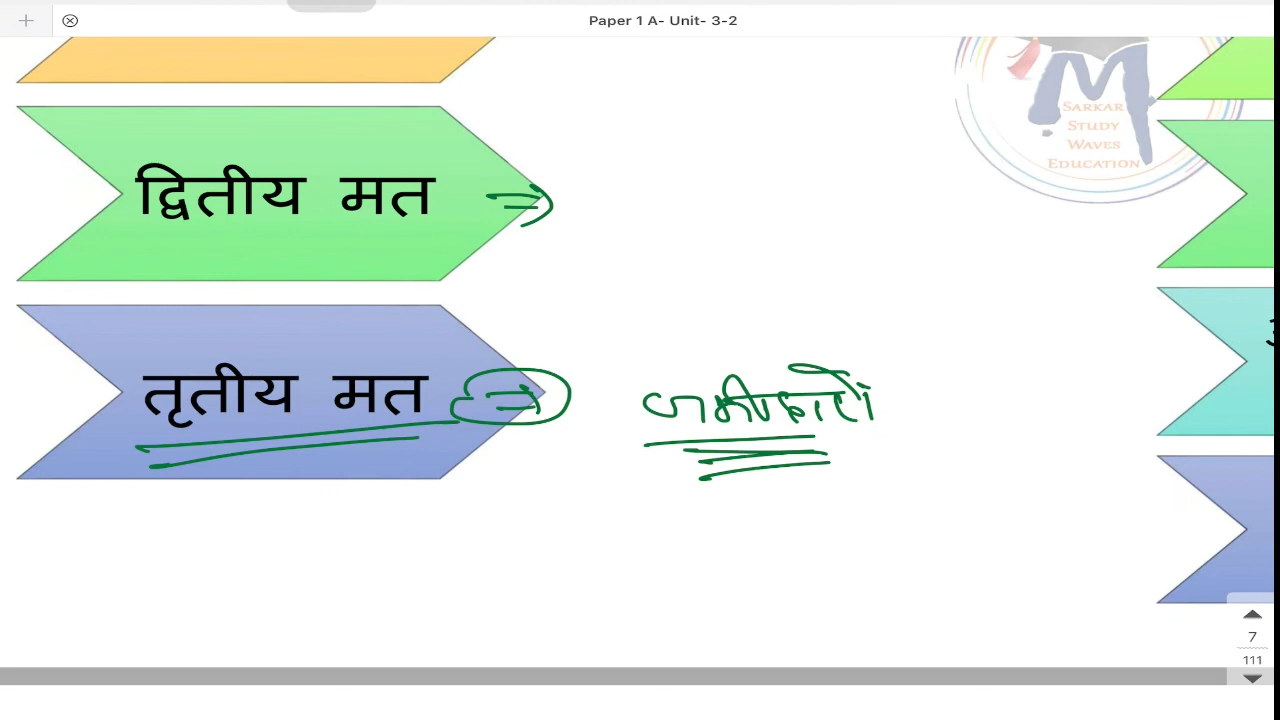 Paper 1 A- Unit- 3-2
SARKAR
STUDY
WAVES
EDUCATION
द्वितीय मत ⇒
तृतीय मत ⇒
7
111